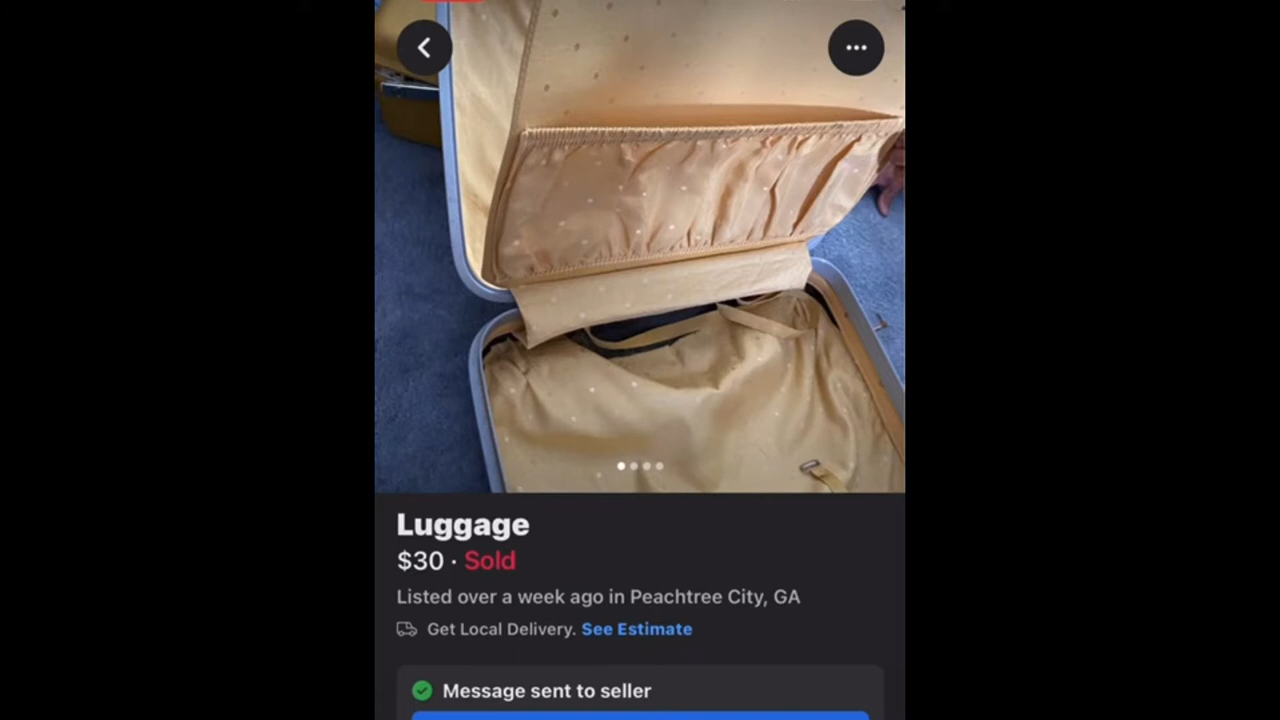 Luggage
$30 · Sold
Listed over a week ago in Peachtree City, GA
Get Local Delivery. See Estimate
Message sent to seller